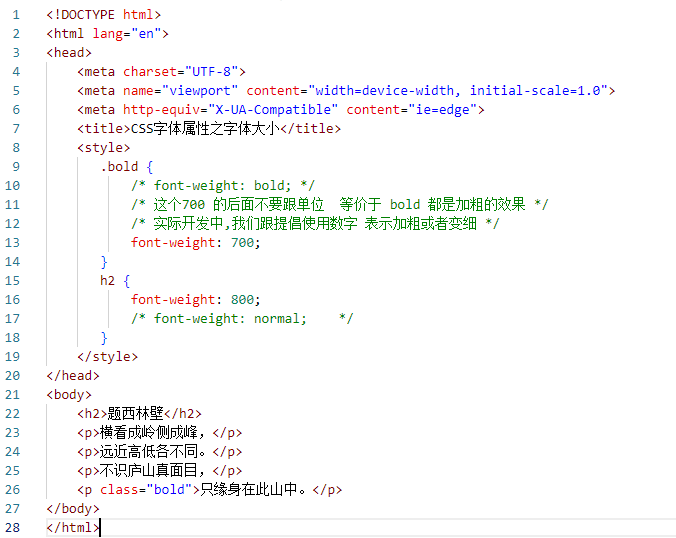 1 <!DOCTYPE html>
2 <html lang="en">
3 <head>
4 <meta charset="UTF-8">
5 <meta name="viewport" content="width=device-width, initial-scale=1.0">
6 <meta http-equiv="X-UA-Compatible" content="ie=edge">
7 <title>CSS字体属性之字体大小</title>
8 <style>
9 .bold {
10 /* font-weight: bold; */
11 /* 这个700 的后面不要跟单位  等价于 bold 都是加粗的效果 */
12 /* 实际开发中,我们跟提倡使用数字 表示加粗或者变细 */
13 font-weight: 700;
14 }
15 h2 {
16 font-weight: 800;
17 /* font-weight: normal;    */
18 }
19 </style>
20 </head>
21 <body>
22 <h2>题西林壁</h2>
23 <p>横看成岭侧成峰，</p>
24 <p>远近高低各不同。</p>
25 <p>不识庐山真面目，</p>
26 <p class="bold">只缘身在此山中。</p>
27 </body>
28 </html>